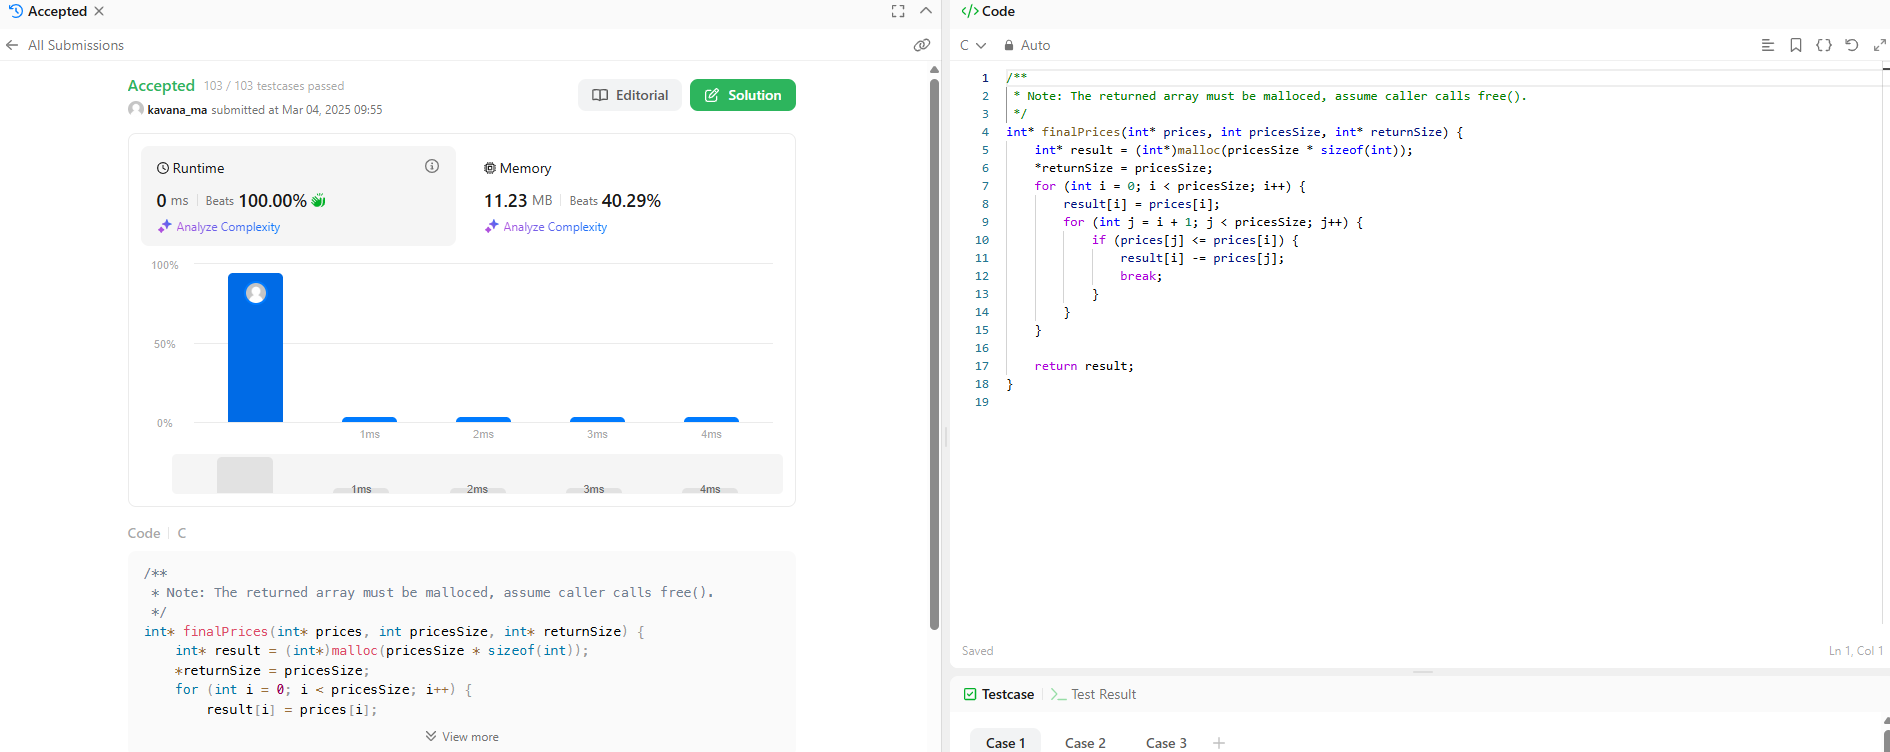 Accepted
All Submissions
Accepted 103 / 103 testcases passed
kavana_ma submitted at Mar 04, 2025 09:55
Editorial
Solution
Runtime
0 ms Beats 100.00%
Analyze Complexity
Memory
11.23 MB Beats 40.29%
Analyze Complexity
100%
50%
0%
1ms 2ms 3ms 4ms
1ms 2ms 3ms 4ms
Code C
/**
 * Note: The returned array must be malloced, assume caller calls free().
 */
int* finalPrices(int* prices, int pricesSize, int* returnSize) {
    int* result = (int*)malloc(pricesSize * sizeof(int));
    *returnSize = pricesSize;
    for (int i = 0; i < pricesSize; i++) {
        result[i] = prices[i];
View more
</> Code
C Auto
1 /**
2  * Note: The returned array must be malloced, assume caller calls free().
3  */
4 int* finalPrices(int* prices, int pricesSize, int* returnSize) {
5     int* result = (int*)malloc(pricesSize * sizeof(int));
6     *returnSize = pricesSize;
7     for (int i = 0; i < pricesSize; i++) {
8         result[i] = prices[i];
9         for (int j = i + 1; j < pricesSize; j++) {
10             if (prices[j] <= prices[i]) {
11                 result[i] -= prices[j];
12                 break;
13             }
14         }
15     }
16
17     return result;
18 }
19
Saved
Ln 1, Col 1
Testcase Test Result
Case 1 Case 2 Case 3 +